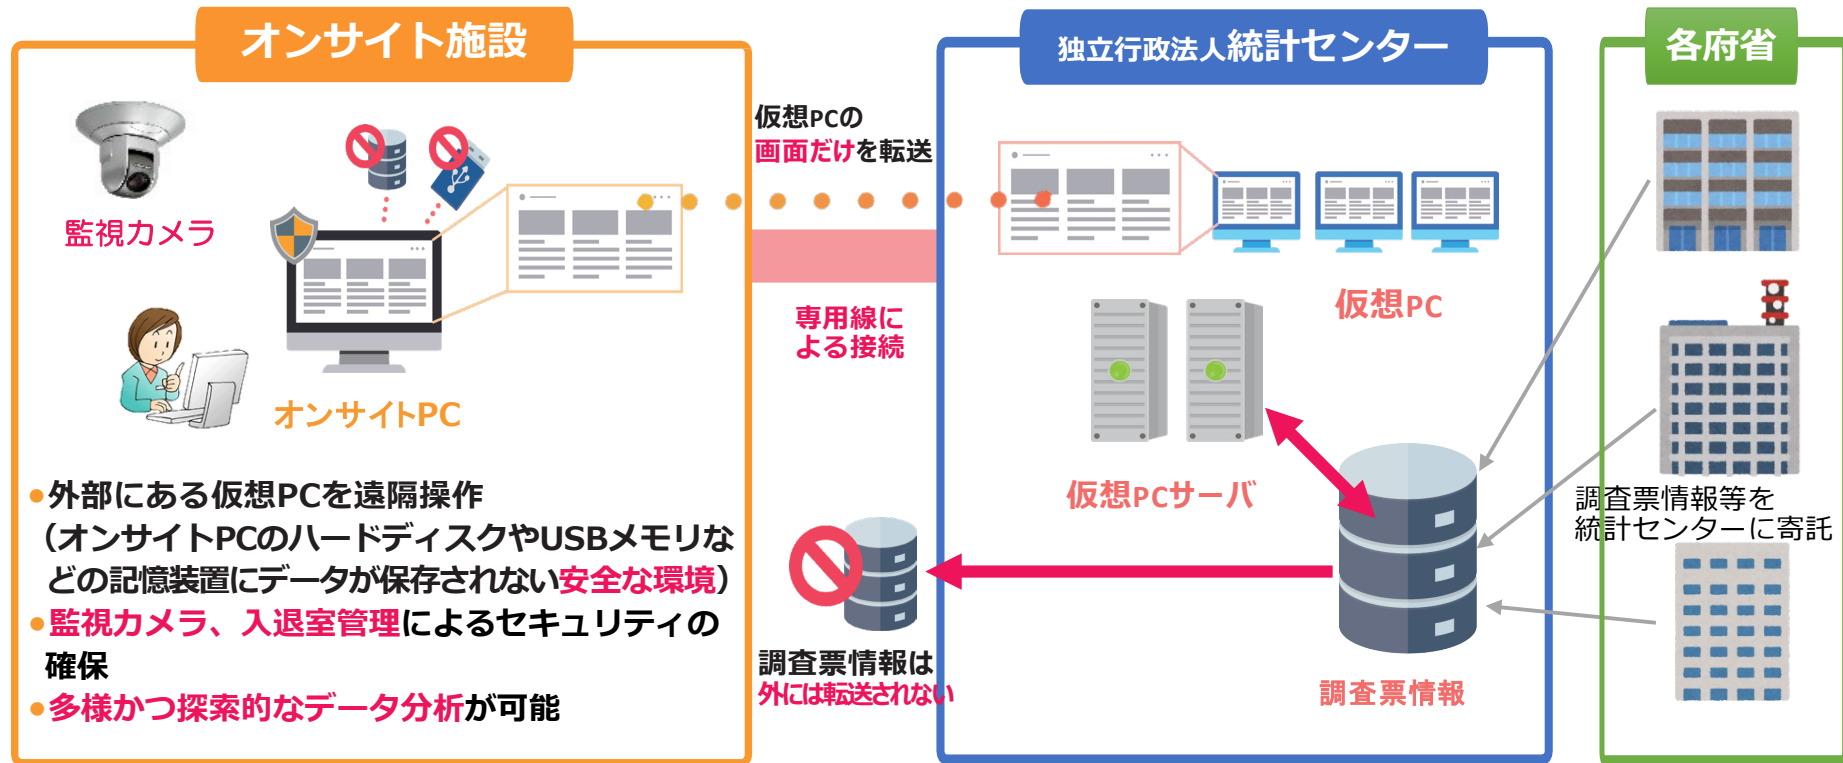 オンサイト施設
監視カメラ
オンサイトPC
●外部にある仮想PCを遠隔操作
（オンサイトPCのハードディスクやUSBメモリな
どの記憶装置にデータが保存されない安全な環境）
●監視カメラ、入退室管理によるセキュリティの
確保
●多様かつ探索的なデータ分析が可能
仮想PCの
画面だけを転送
専用線に
よる接続
調査票情報は
外には転送されない
独立行政法人統計センター
仮想PC
仮想PCサーバ
調査票情報
各府省
調査票情報等を
統計センターに寄託